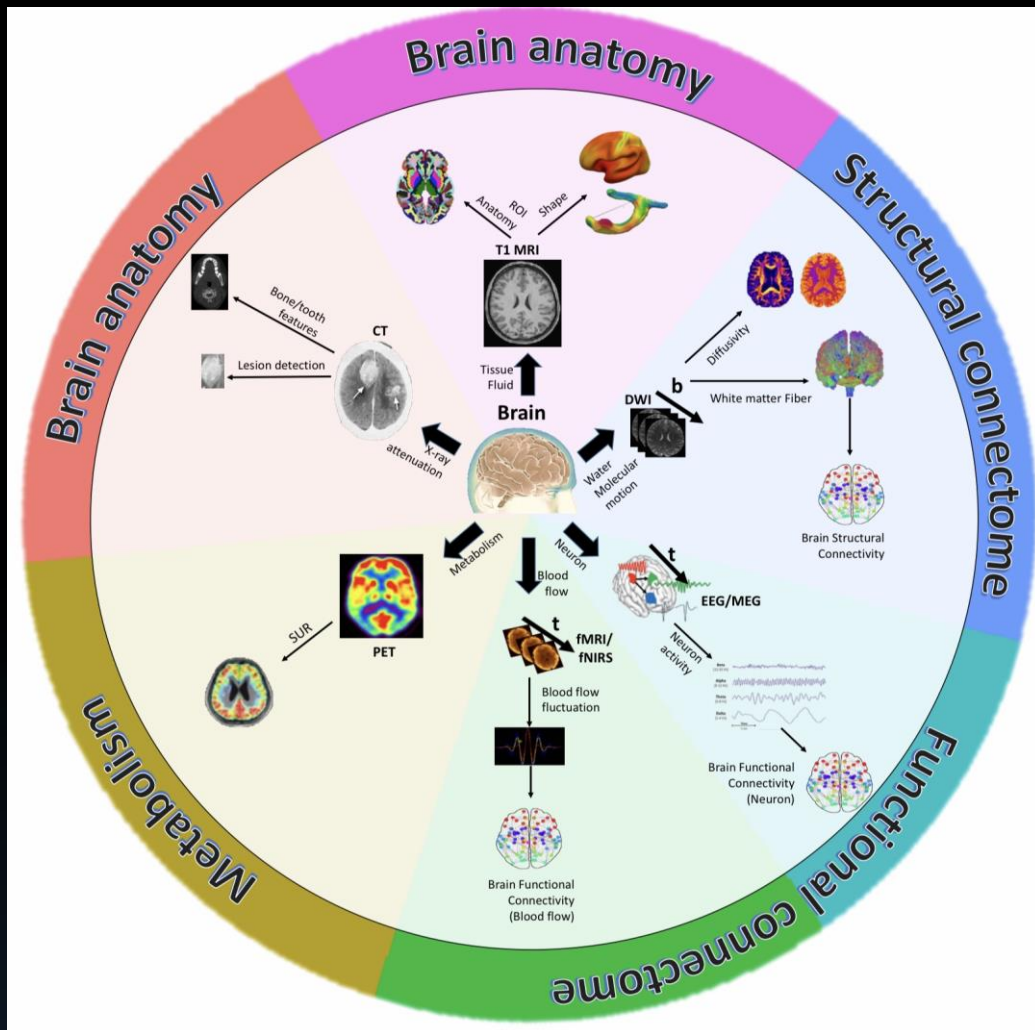 Brain anatomy
Brain anatomy
Structural connectome
Functional connectome
Metabolism
ROI
Anatomy
Shape
T1 MRI
Tissue
Fluid
Brain
Bone/tooth
features
CT
Lesion detection
X-ray
attenuation
Diffusivity
b
White matter Fiber
DWI
Water
Molecular
motion
Brain Structural
Connectivity
Neuron
t
EEG/MEG
Neuron
activity
Brain Functional
Connectivity
(Neuron)
Blood
flow
t
fMRI/
fNIRS
Blood flow
fluctuation
Brain Functional
Connectivity
(Blood flow)
Metabolism
PET
SUR